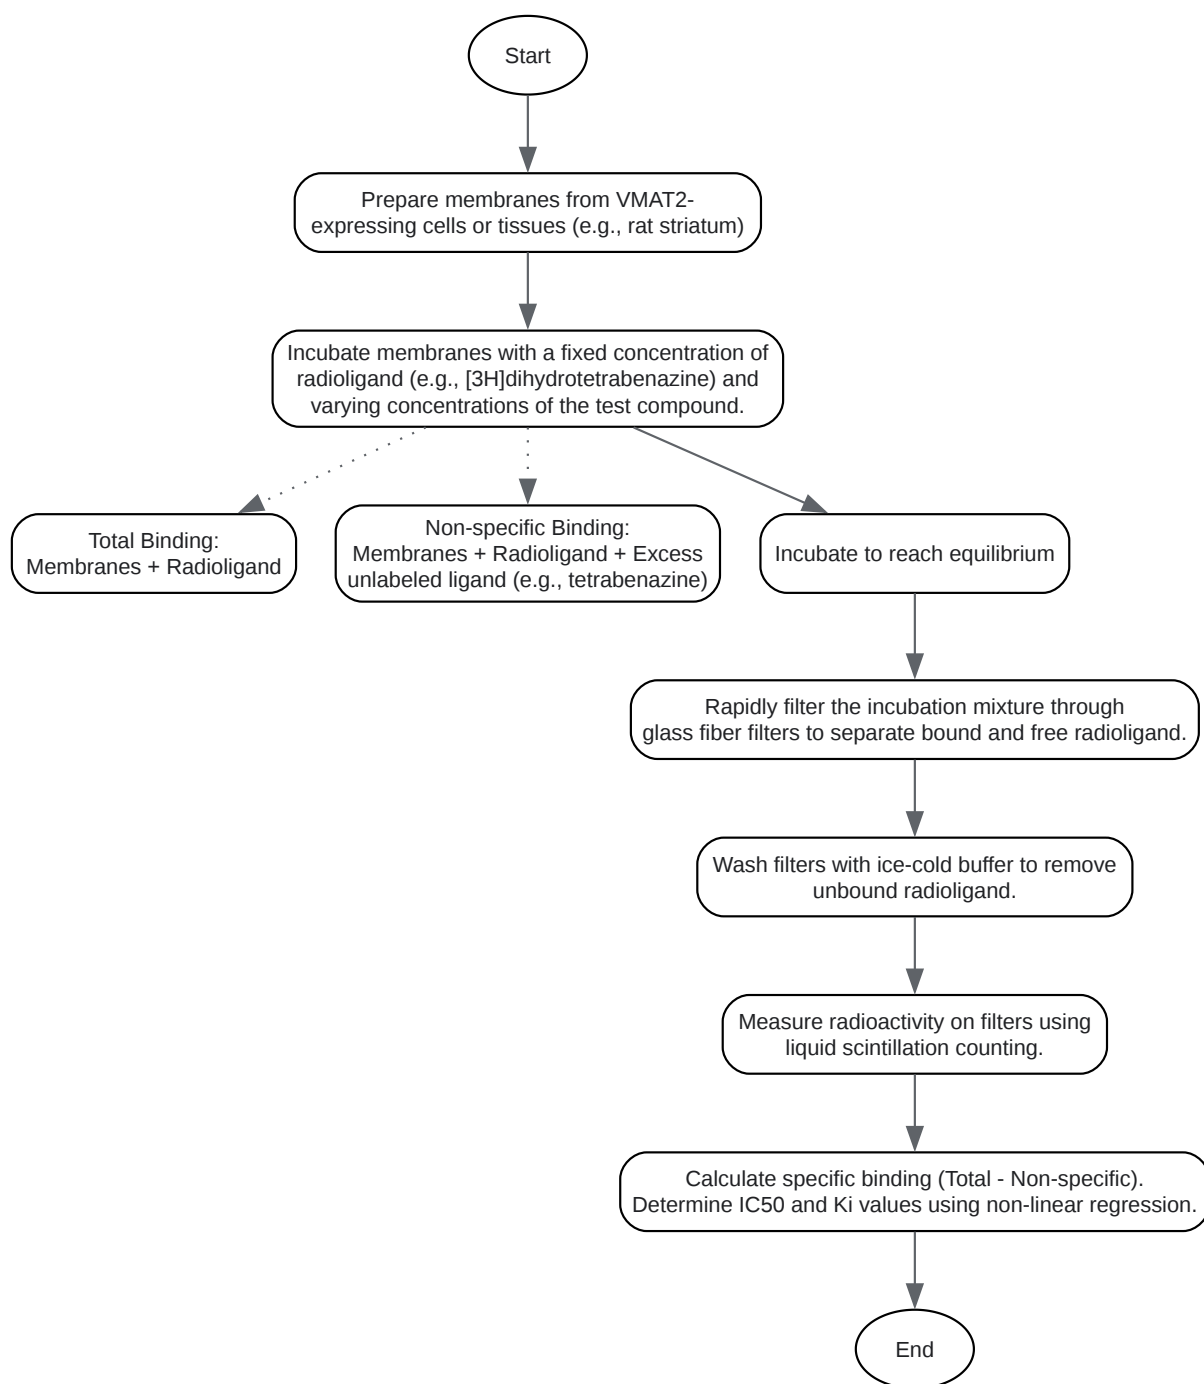 Start
Prepare membranes from VMAT2-
expressing cells or tissues (e.g., rat striatum)
Incubate membranes with a fixed concentration of
radioligand (e.g., [3H]dihydrotetrabenazine) and
varying concentrations of the test compound.
Total Binding:
Membranes + Radioligand
Non-specific Binding:
Membranes + Radioligand + Excess
unlabeled ligand (e.g., tetrabenazine)
Incubate to reach equilibrium
Rapidly filter the incubation mixture through
glass fiber filters to separate bound and free radioligand.
Wash filters with ice-cold buffer to remove
unbound radioligand.
Measure radioactivity on filters using
liquid scintillation counting.
Calculate specific binding (Total - Non-specific).
Determine IC50 and Ki values using non-linear regression.
End